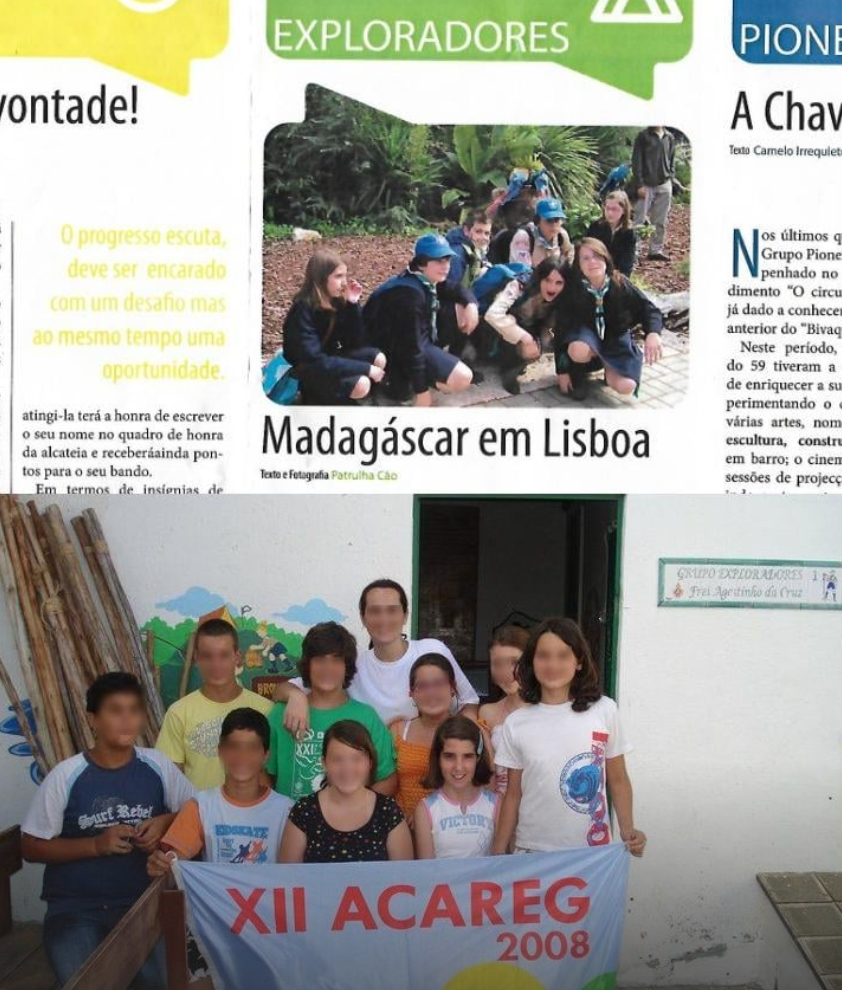 EXPLORADORES
PIONE
vontade!
O progresso escuta,
deve ser encarado
com um desafio mas
ao mesmo tempo uma
oportunidade.
atingi-la terá a honra de escrever
o seu nome no quadro de honra
da alcateia e receberáainda pon-
tos para o seu bando.
Em termos de insígnias de
Madagáscar em Lisboa
Texto e Fotografia Patrulha Cão
A Chav
Texto Camelo Irrequiet
Nos últimos q
Grupo Pione
penhado no
dimento “O circu
já dado a conhecer
anterior do “Bivaq
Neste período,
do 59 tiveram a
de enriquecer a su
perimentando o
várias artes, nom
escultura, constru
em barro; o cinem
sessões de projecç
GRUPO EXPLORADORES
Frei Agostinho da Cruz
BRO
XXI
Surf Rebel
KIDSKATE
VICTORY
XII ACAREG
2008